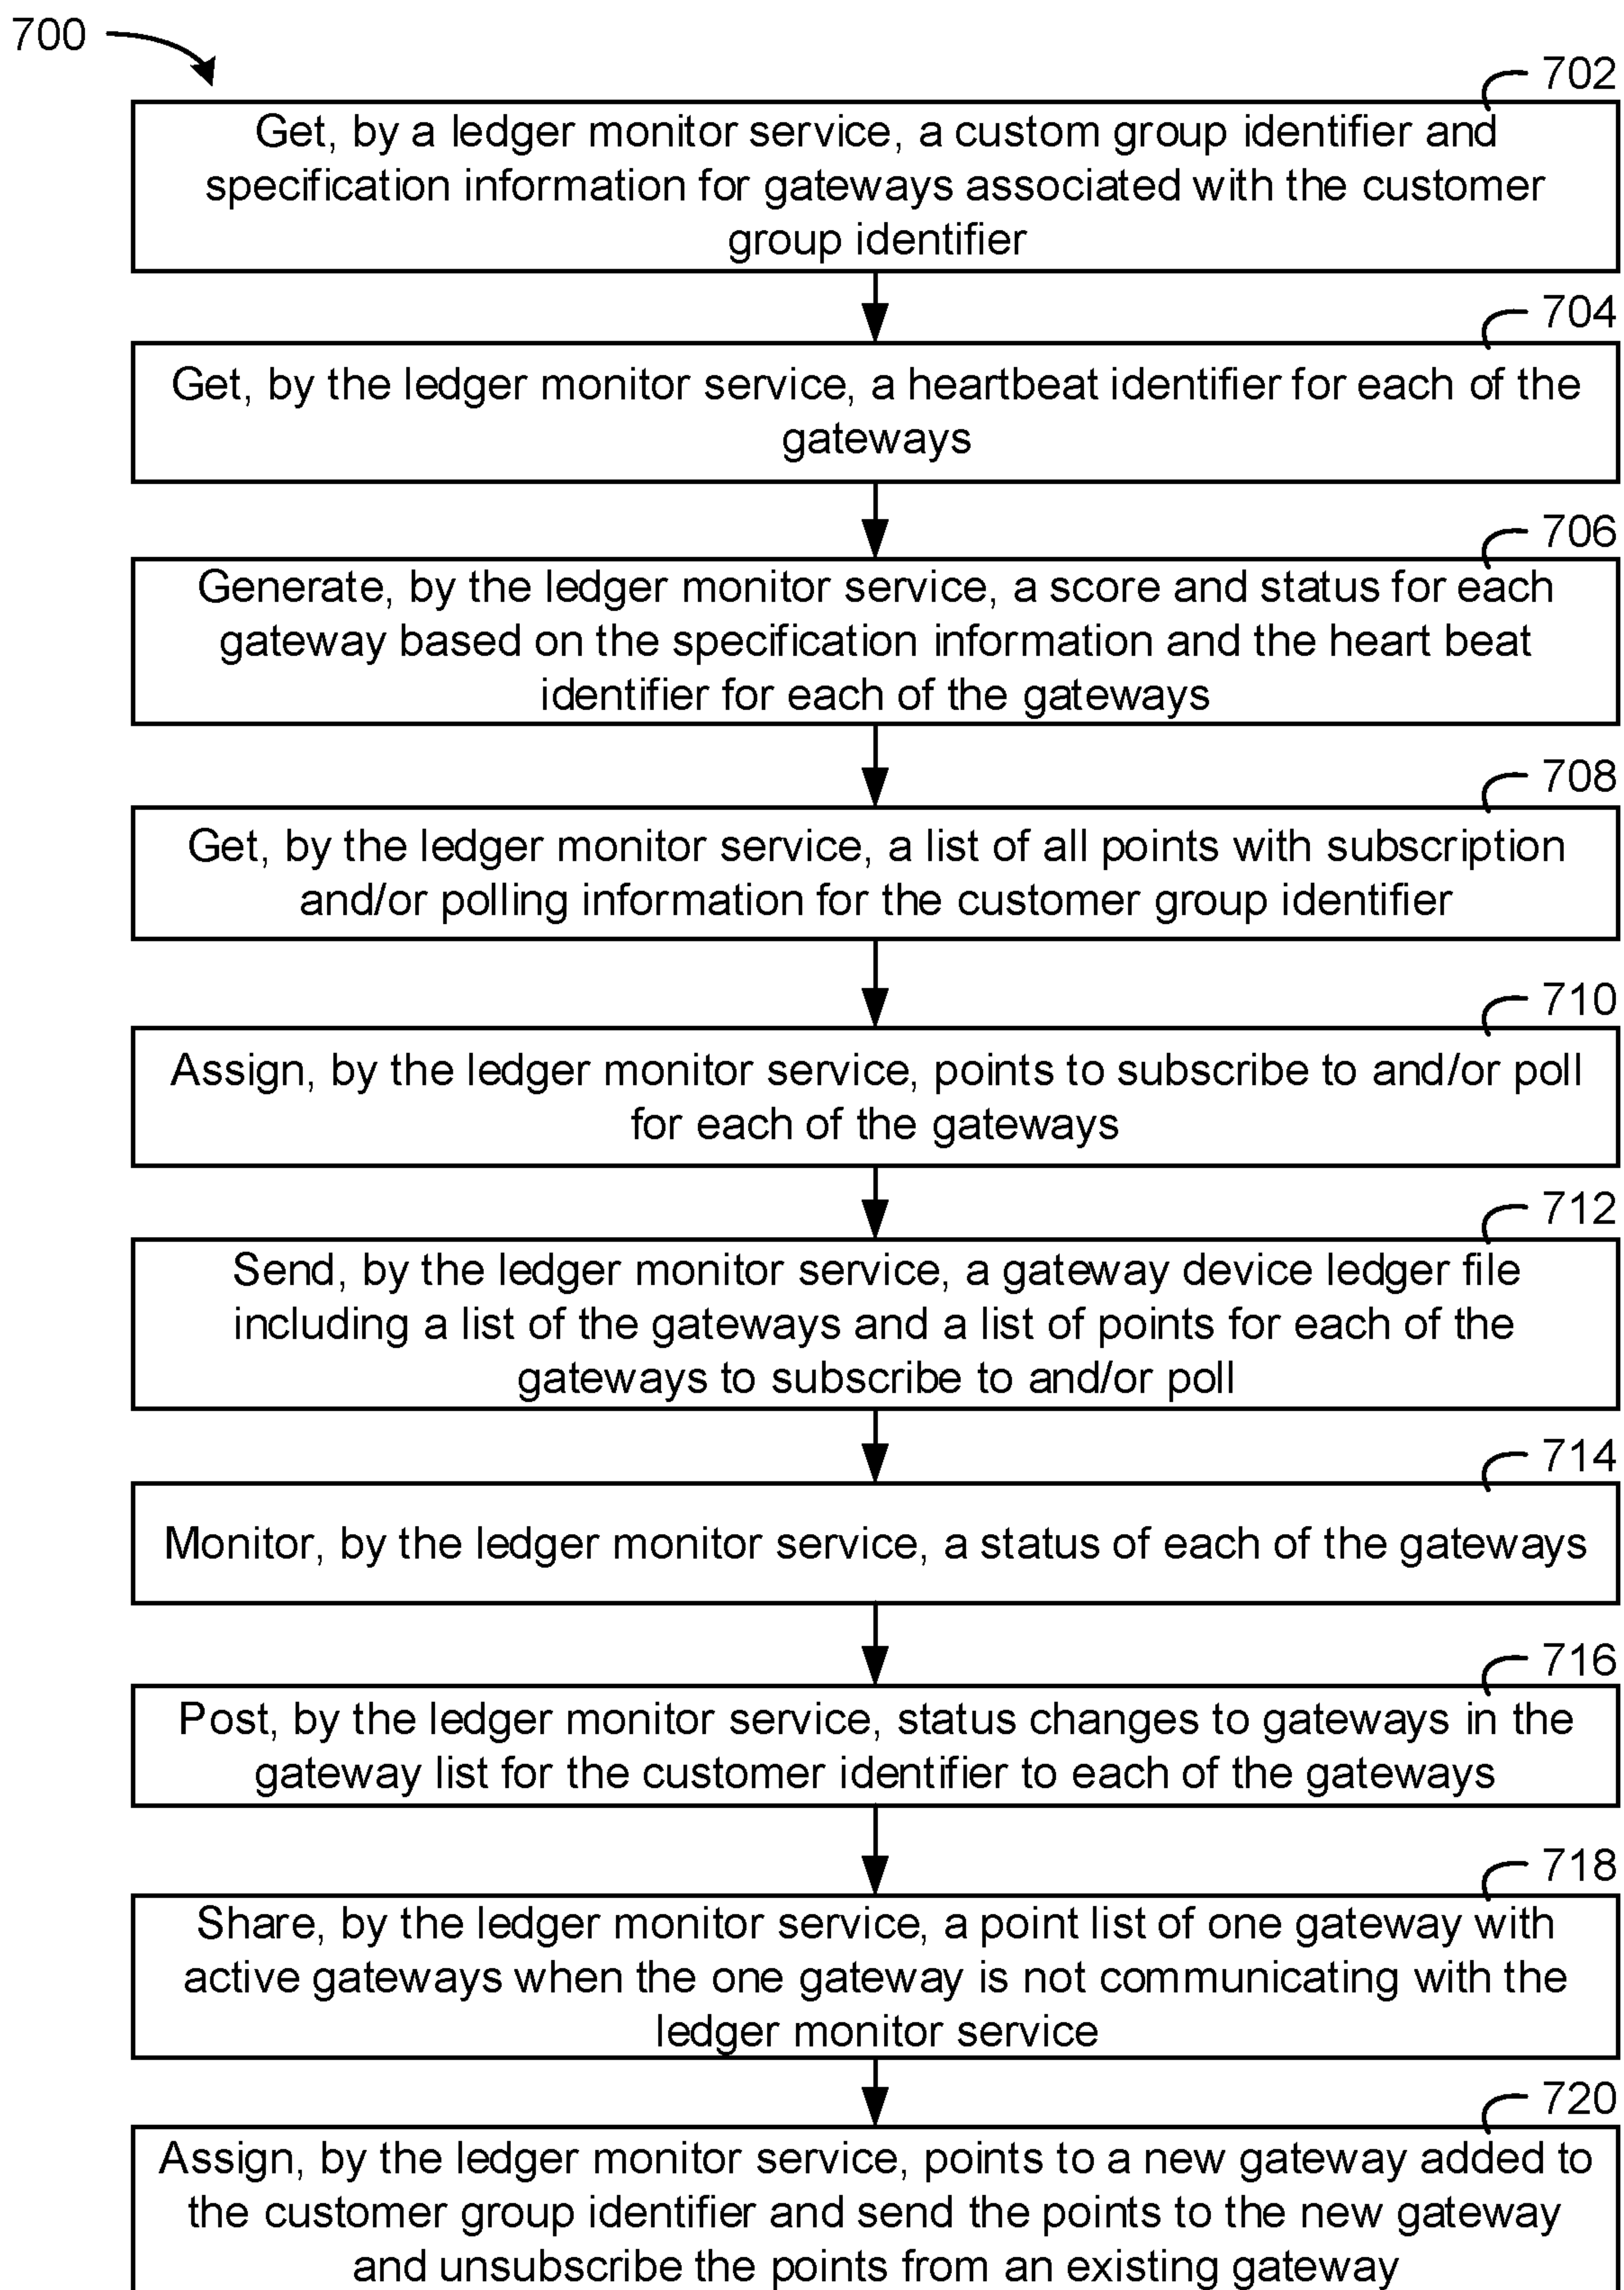 700
702
Get, by a ledger monitor service, a custom group identifier and
specification information for gateways associated with the customer
group identifier
704
Get, by the ledger monitor service, a heartbeat identifier for each of the
gateways
706
Generate, by the ledger monitor service, a score and status for each
gateway based on the specification information and the heart beat
identifier for each of the gateways
708
Get, by the ledger monitor service, a list of all points with subscription
and/or polling information for the customer group identifier
710
Assign, by the ledger monitor service, points to subscribe to and/or poll
for each of the gateways
712
Send, by the ledger monitor service, a gateway device ledger file
including a list of the gateways and a list of points for each of the
gateways to subscribe to and/or poll
714
Monitor, by the ledger monitor service, a status of each of the gateways
716
Post, by the ledger monitor service, status changes to gateways in the
gateway list for the customer identifier to each of the gateways
718
Share, by the ledger monitor service, a point list of one gateway with
active gateways when the one gateway is not communicating with the
ledger monitor service
720
Assign, by the ledger monitor service, points to a new gateway added to
the customer group identifier and send the points to the new gateway
and unsubscribe the points from an existing gateway